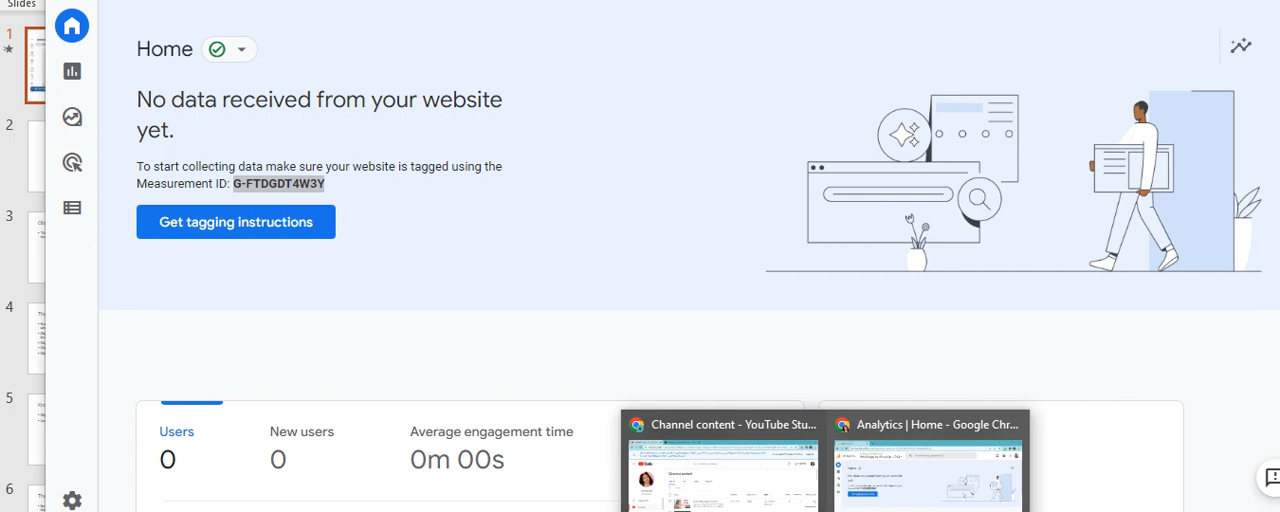 Slides
1
2
3
4
5
6
Home
No data received from your website
yet.
To start collecting data make sure your website is tagged using the
Measurement ID: G-FTDGDT4W3Y
Get tagging instructions
Users
New users
Average engagement time
0
0
0m 00s
Channel content - YouTube Stu...
Analytics | Home - Google Chr...